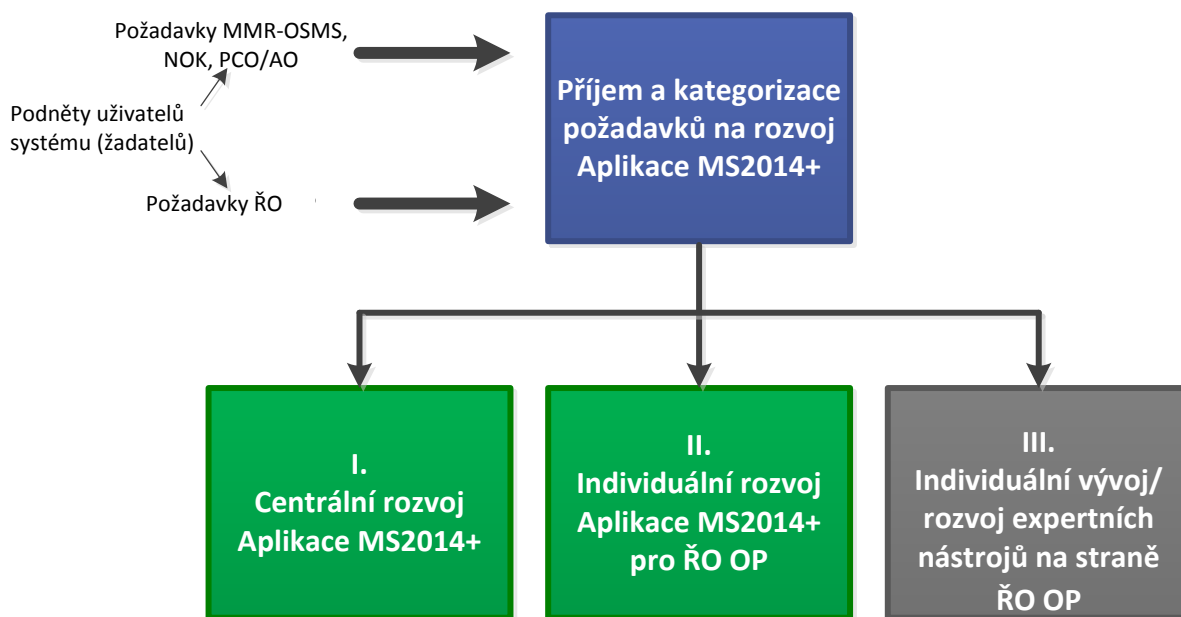 Požadavky MMR-OSMS,
NOK, PCO/AO
Podněty uživatelů
systému (žadatelů)
Požadavky ŘO
Příjem a kategorizace
požadavků na rozvoj
Aplikace MS2014+
I.
Centrální rozvoj
Aplikace MS2014+
II.
Individuální rozvoj
Aplikace MS2014+
pro ŘO OP
III.
Individuální vývoj/
rozvoj expertních
nástrojů na straně
ŘO OP